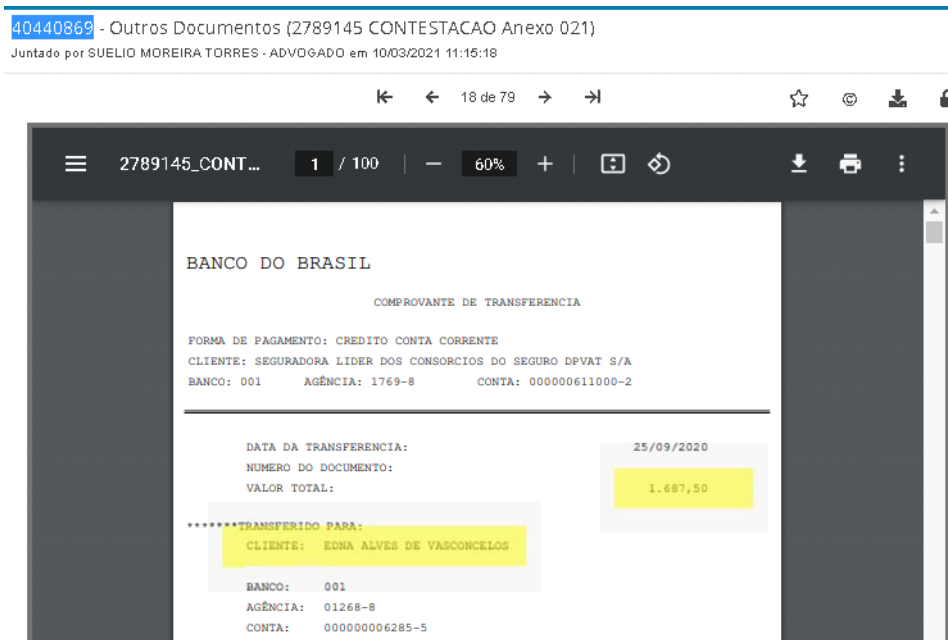 40440869 - Outros Documentos (2789145 CONTESTACAO Anexo 021)
Juntado por SUELIO MOREIRA TORRES - ADVOGADO em 10/03/2021 11:15:18
18 de 79
2789145_CONT... 1 / 100 | − 60% + |
BANCO DO BRASIL
COMPROVANTE DE TRANSFERENCIA
FORMA DE PAGAMENTO: CREDITO CONTA CORRENTE
CLIENTE: SEGURADORA LIDER DOS CONSORCIOS DO SEGURO DPVAT S/A
BANCO: 001 AGÊNCIA: 1769-8 CONTA: 000000611000-2
DATA DA TRANSFERENCIA: 25/09/2020
NUMERO DO DOCUMENTO:
VALOR TOTAL: 1.687,50
*******TRANSFERIDO PARA:
CLIENTE: EDNA ALVES DE VASCONCELOS
BANCO: 001
AGÊNCIA: 01268-8
CONTA: 000000006285-5